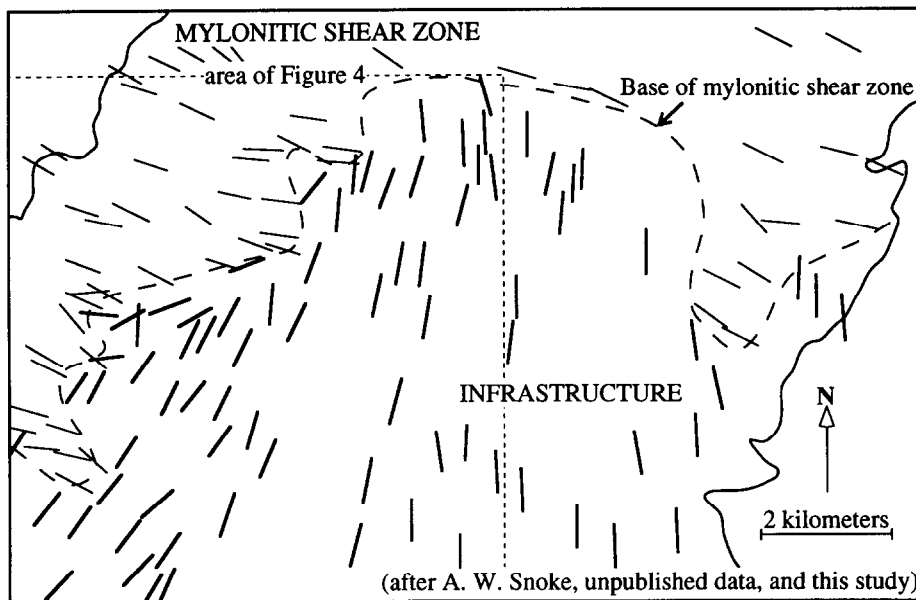 MYLONITIC SHEAR ZONE
area of Figure 4
Base of mylonitic shear zone
INFRASTRUCTURE
N
2 kilometers
(after A. W. Snoke, unpublished data, and this study)